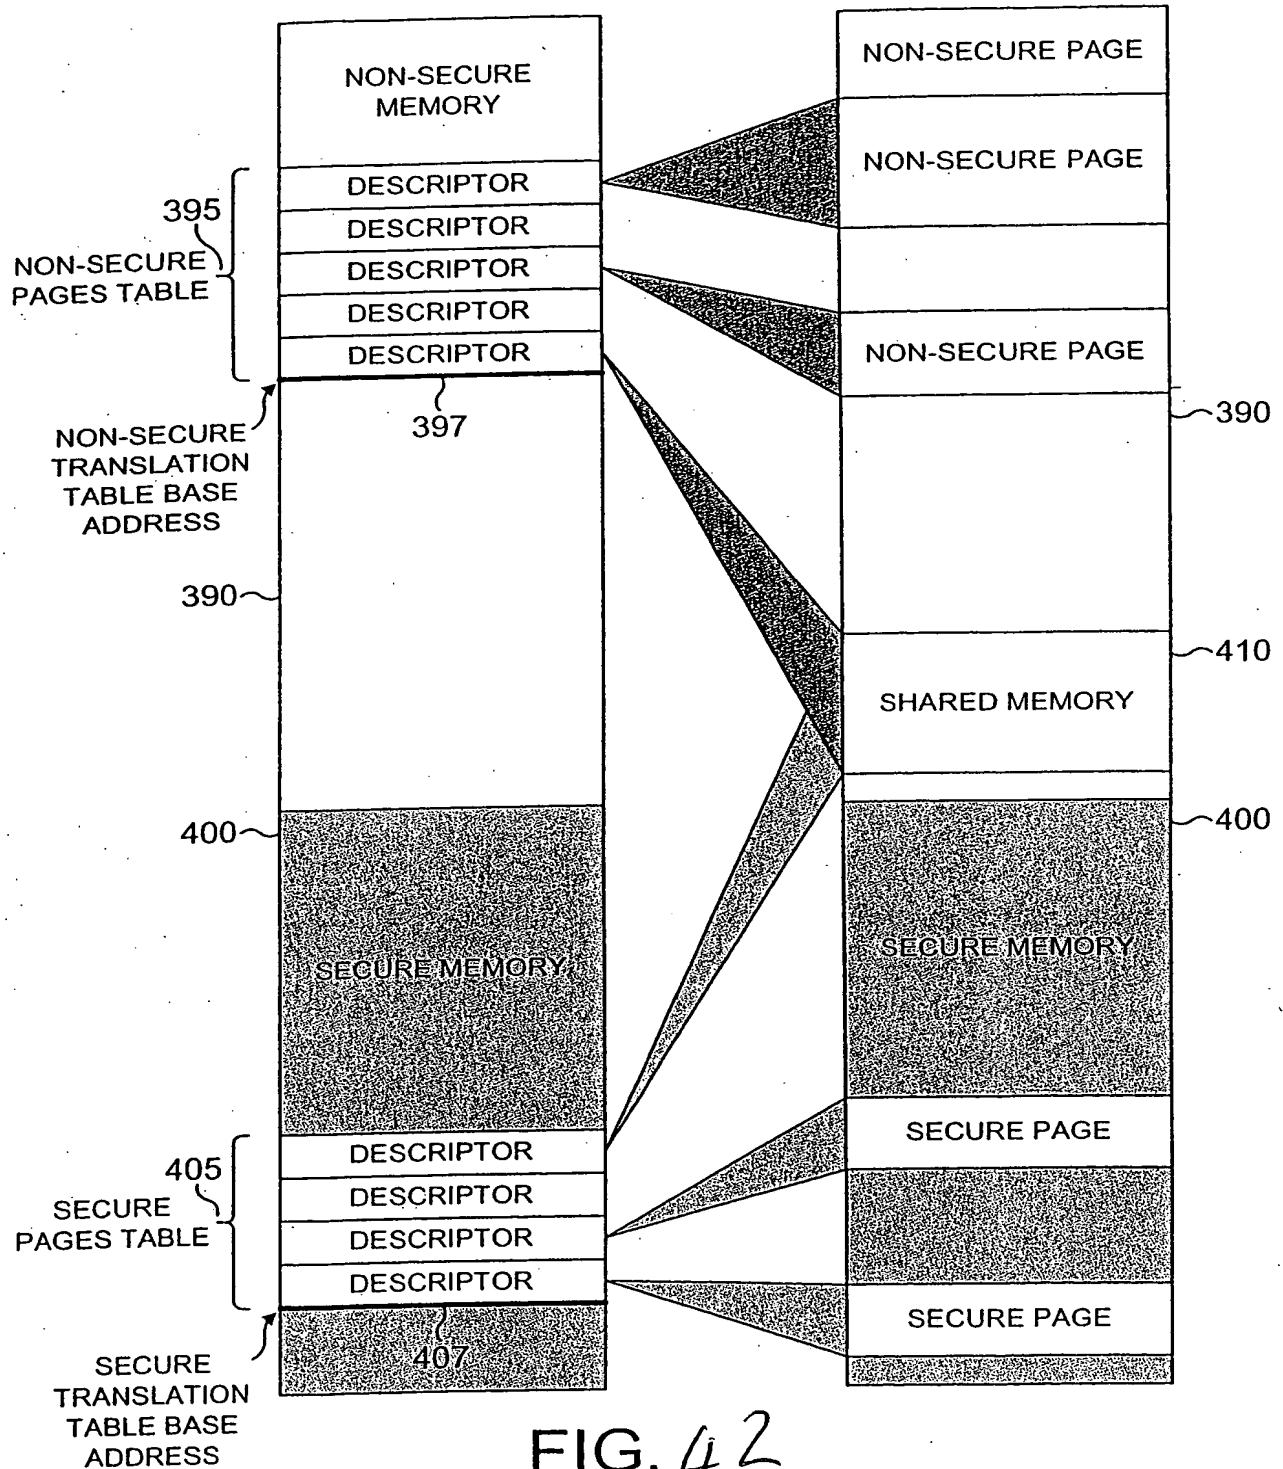 NON-SECURE
MEMORY
DESCRIPTOR
DESCRIPTOR
DESCRIPTOR
DESCRIPTOR
DESCRIPTOR
395
NON-SECURE
PAGES TABLE
397
NON-SECURE
TRANSLATION
TABLE BASE
ADDRESS
390
400
SECURE MEMORY
DESCRIPTOR
DESCRIPTOR
DESCRIPTOR
DESCRIPTOR
405
SECURE
PAGES TABLE
407
SECURE
TRANSLATION
TABLE BASE
ADDRESS
NON-SECURE PAGE
NON-SECURE PAGE
NON-SECURE PAGE
390
410
SHARED MEMORY
400
SECURE MEMORY
SECURE PAGE
SECURE PAGE
FIG. 42